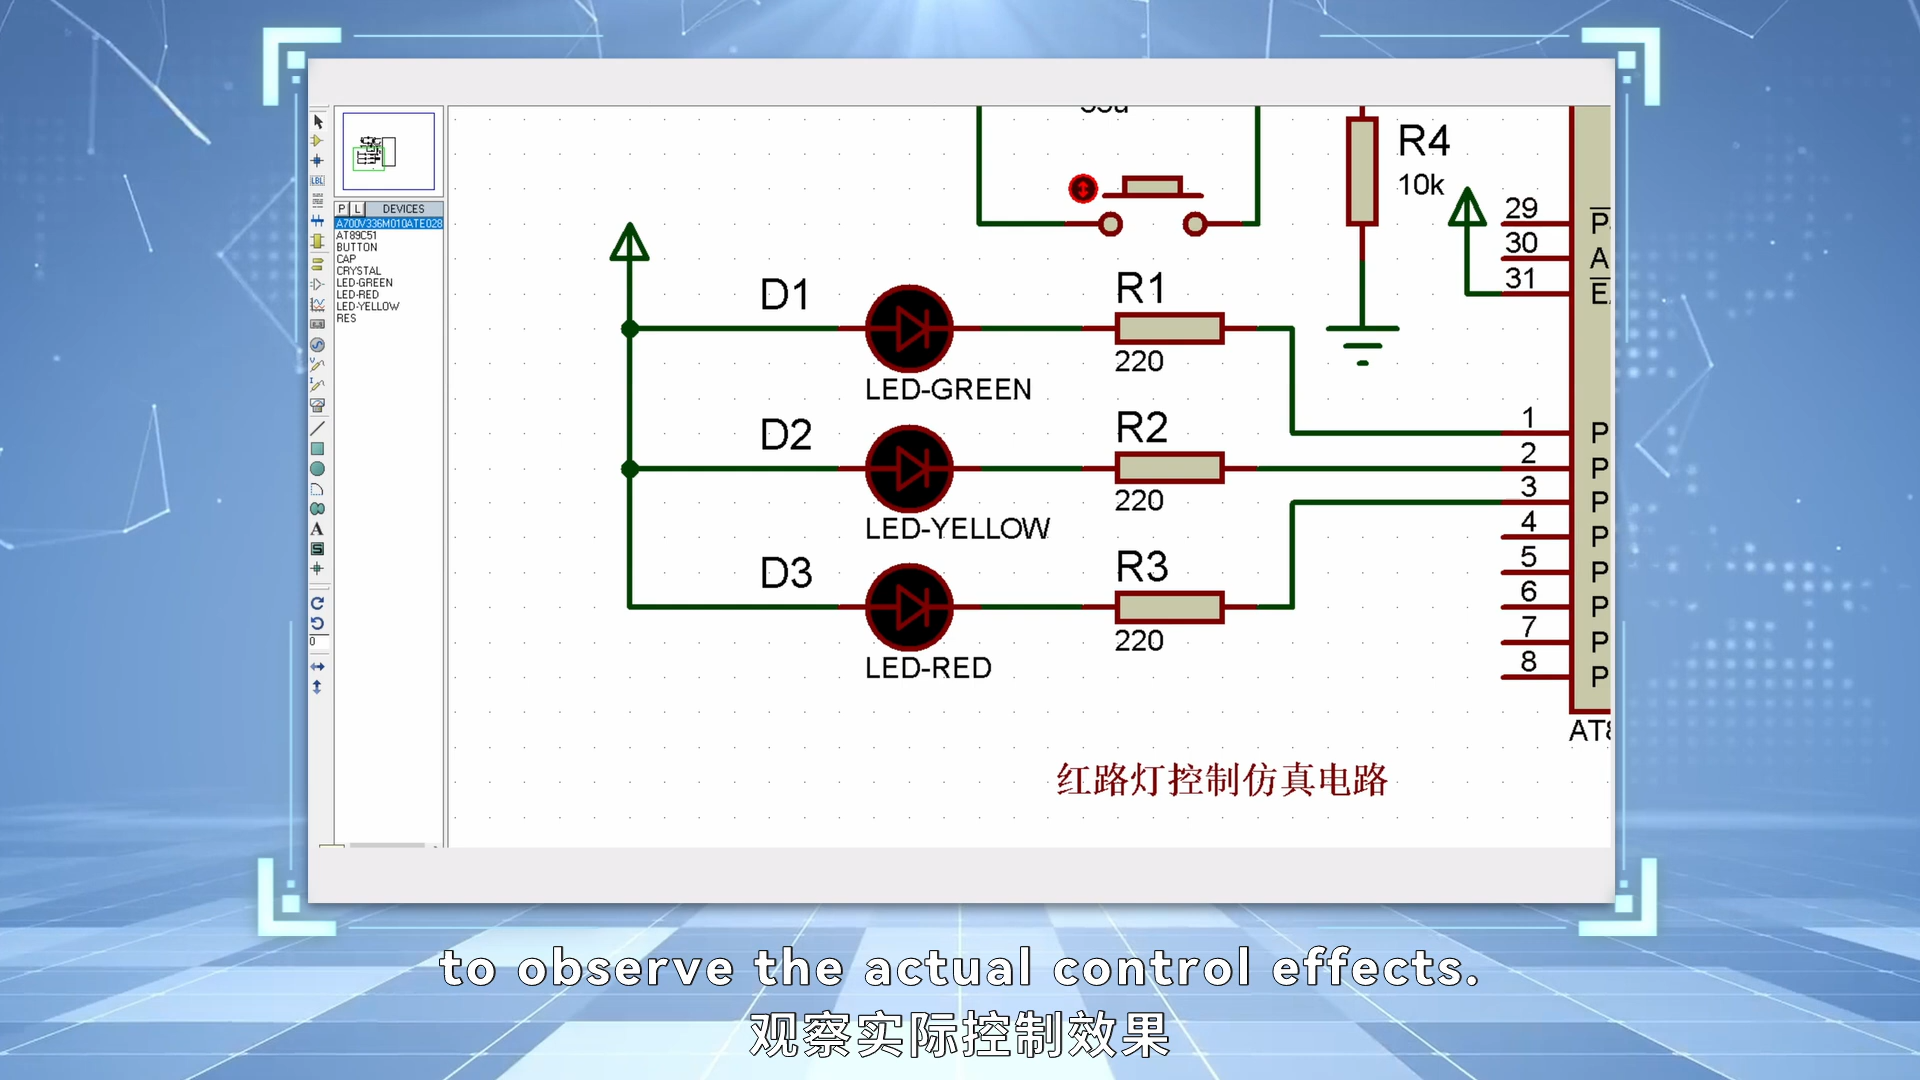 R4
10k
29
30
31
P
A
E
P L DEVICES
A700V336M010ATE028
AT89C51
BUTTON
CAP
CRYSTAL
LED-GREEN
LED-RED
LED-YELLOW
RES
LBL
A
0
D1
LED-GREEN
R1
220
D2
LED-YELLOW
R2
220
D3
LED-RED
R3
220
1 P
2 P
3 P
4 P
5 P
6 P
7 P
8 P
红路灯控制仿真电路
to observe the actual control effects.
观察实际控制效果